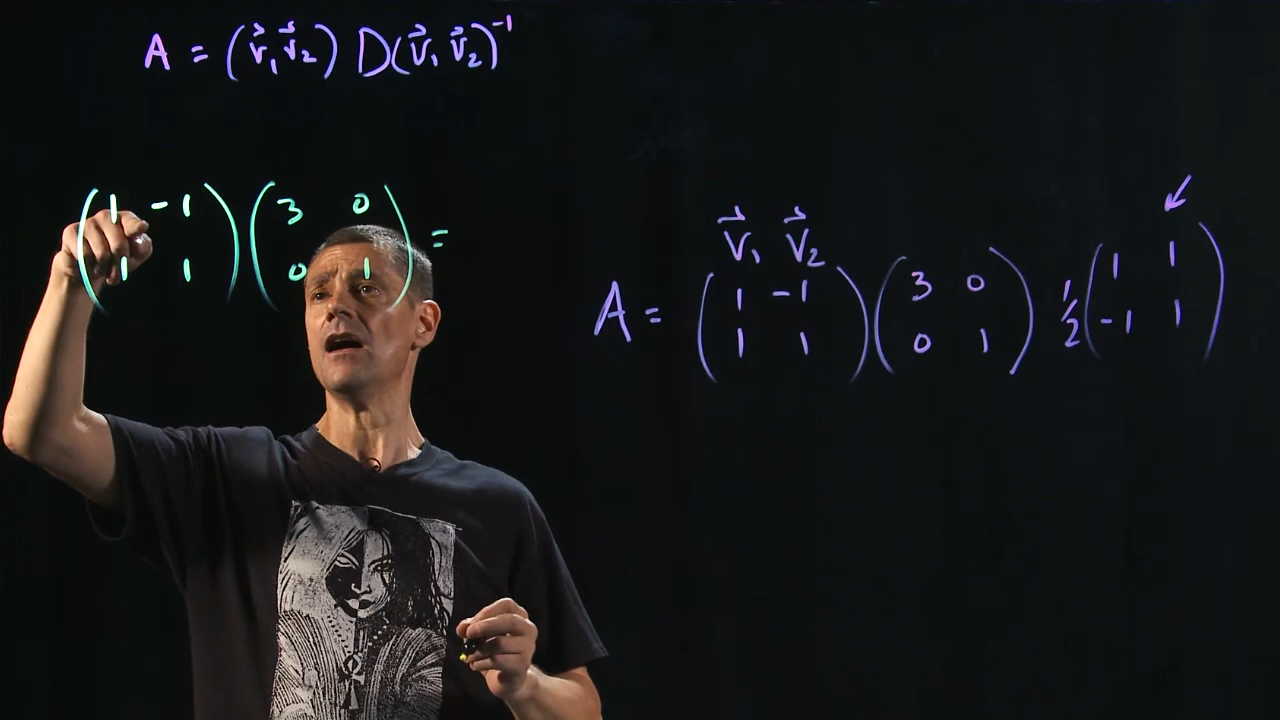 A = (v⃗₁ v⃗₂) D (v⃗₁ v⃗₂)⁻¹
( 1 -1 ) ( 3 0 ) =
( 1 1 ) ( 0 1 )
v⃗₁ v⃗₂
A = ( 1 -1 ) ( 3 0 ) 1/2 ( 1 1 )
( 1 1 ) ( 0 1 ) ( -1 1 )